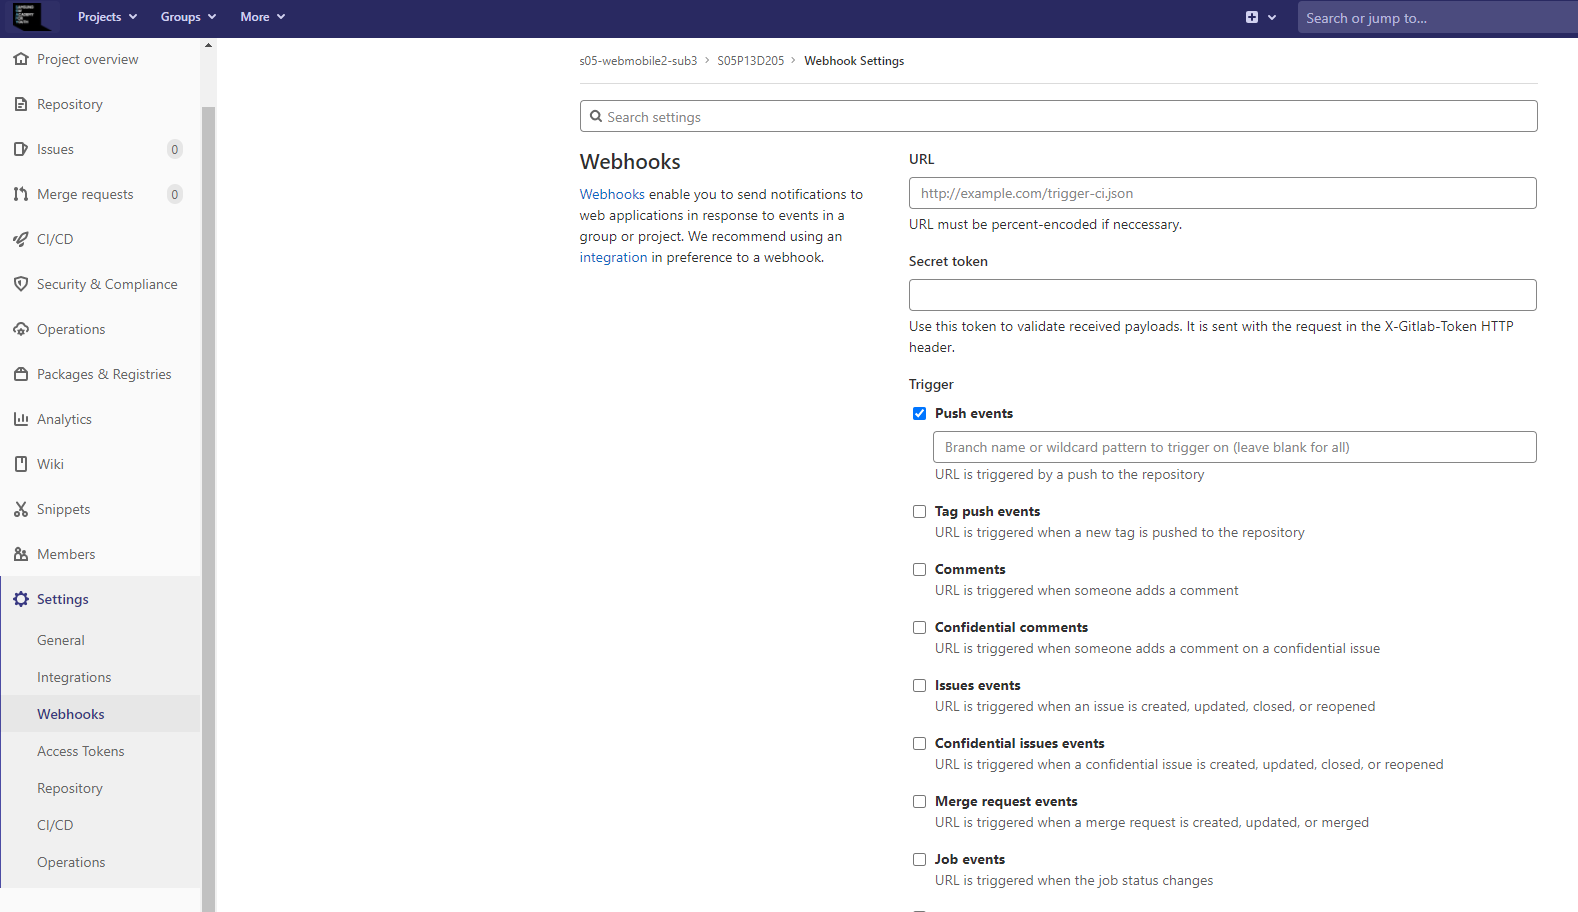 SAMSUNG
SW ACADEMY
FOR
YOUTH
Projects
Groups
More
Search or jump to...
Project overview
Repository
Issues 0
Merge requests 0
CI/CD
Security & Compliance
Operations
Packages & Registries
Analytics
Wiki
Snippets
Members
Settings
General
Integrations
Webhooks
Access Tokens
Repository
CI/CD
Operations
s05-webmobile2-sub3 › S05P13D205 › Webhook Settings
Search settings
Webhooks
Webhooks enable you to send notifications to
web applications in response to events in a
group or project. We recommend using an
integration in preference to a webhook.
URL
http://example.com/trigger-ci.json
URL must be percent-encoded if neccessary.
Secret token
Use this token to validate received payloads. It is sent with the request in the X-Gitlab-Token HTTP
header.
Trigger
Push events
Branch name or wildcard pattern to trigger on (leave blank for all)
URL is triggered by a push to the repository
Tag push events
URL is triggered when a new tag is pushed to the repository
Comments
URL is triggered when someone adds a comment
Confidential comments
URL is triggered when someone adds a comment on a confidential issue
Issues events
URL is triggered when an issue is created, updated, closed, or reopened
Confidential issues events
URL is triggered when a confidential issue is created, updated, closed, or reopened
Merge request events
URL is triggered when a merge request is created, updated, or merged
Job events
URL is triggered when the job status changes